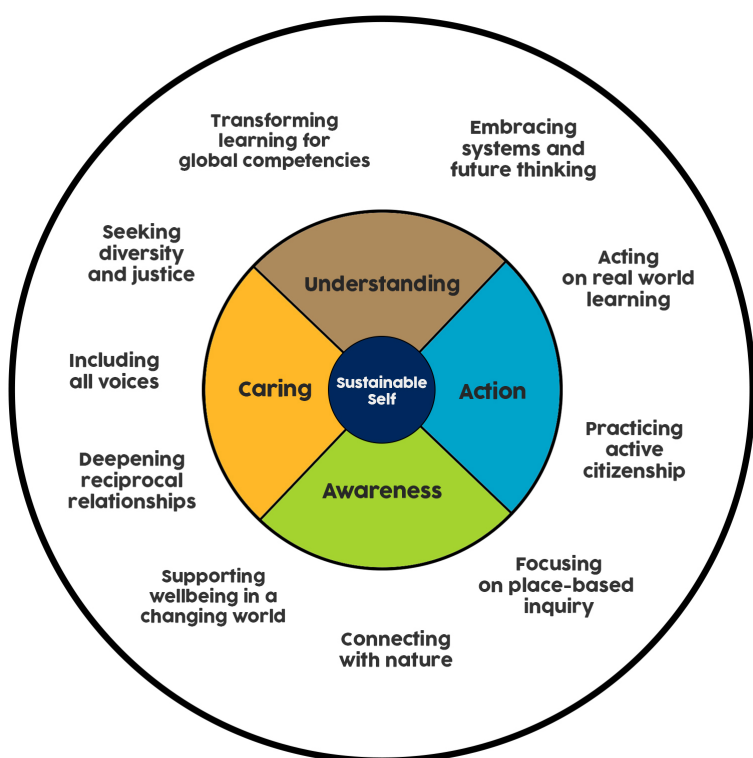 Transforming
learning for
global competencies
Embracing
systems and
future thinking
Seeking
diversity
and justice
Acting
on real world
learning
Understanding
Including
all voices
Caring
Sustainable
Self
Action
Practicing
active
citizenship
Deepening
reciprocal
relationships
Awareness
Supporting
wellbeing in a
changing world
Focusing
on place-based
inquiry
Connecting
with nature